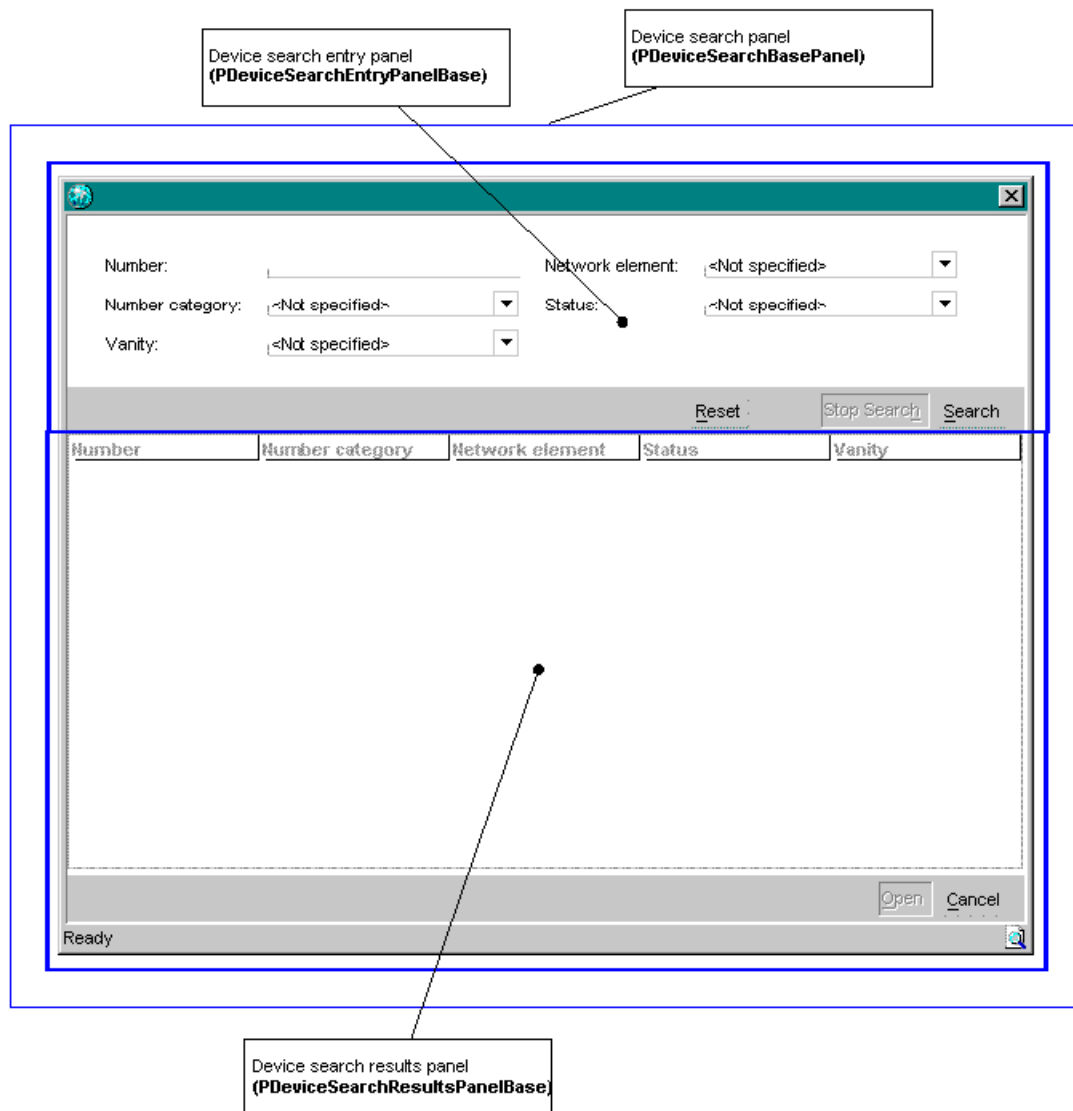 Device search entry panel
(PDeviceSearchEntryPanelBase)
Device search panel
(PDeviceSearchBasePanel)
Number:
Network element: <Not specified>
Number category: <Not specified>
Status: <Not specified>
Vanity: <Not specified>
Reset Stop Search Search
Number Number category Network element Status Vanity
Open Cancel
Ready
Device search results panel
(PDeviceSearchResultsPanelBase)